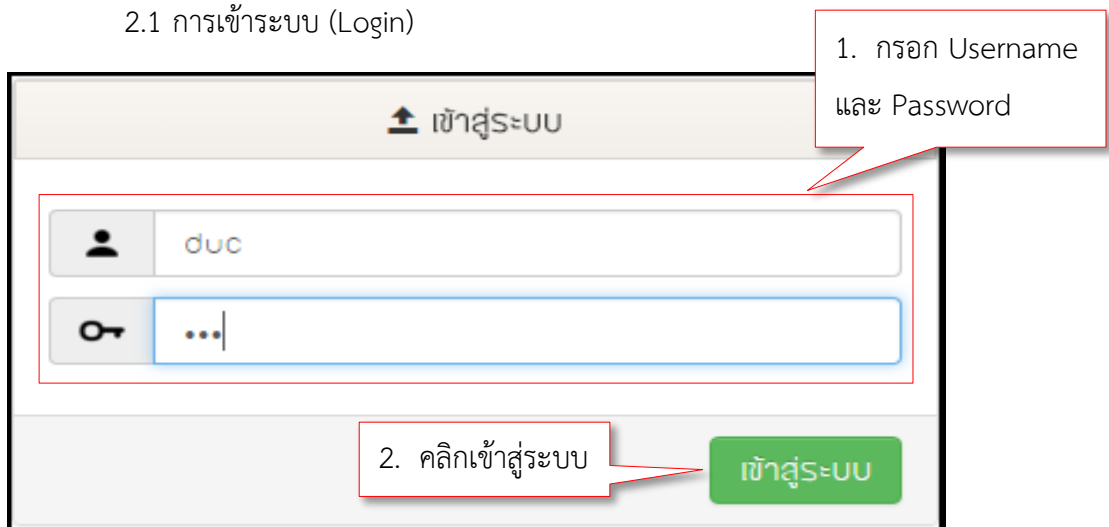 2.1 การเข้าระบบ (Login)
1. กรอก Username
และ Password
เข้าสู่ระบบ
duc
•••
2. คลิกเข้าสู่ระบบ
เข้าสู่ระบบ